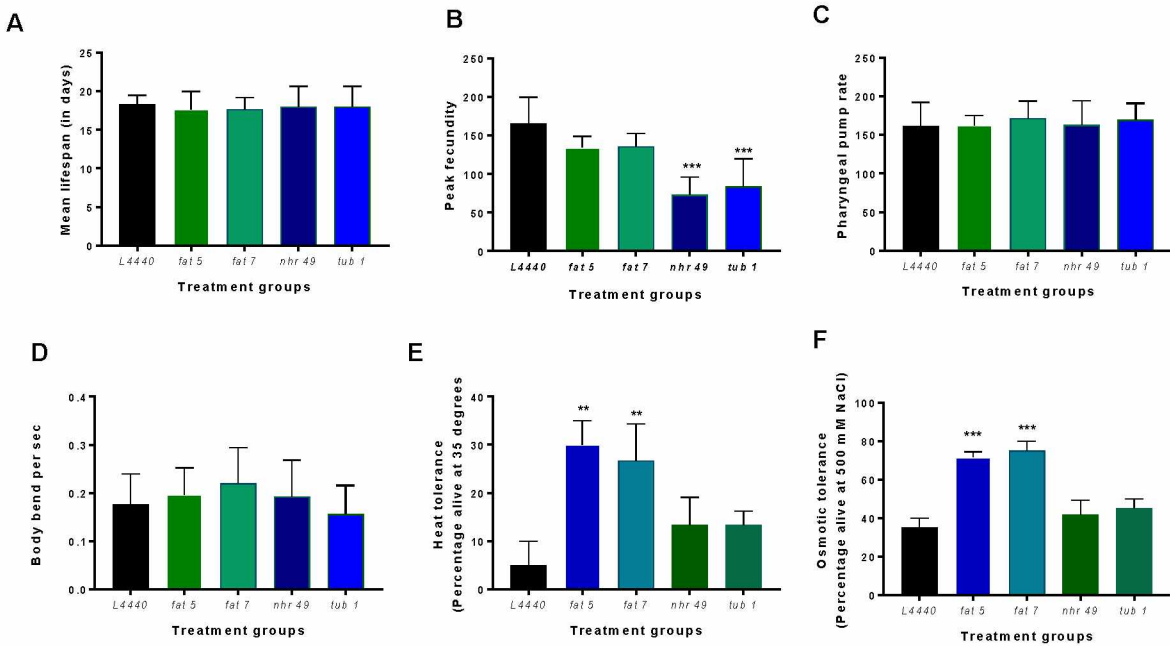 A
Mean lifespan (in days)
25
20
15
10
5
0
L4440 fat 5 fat 7 nhr 49 tub 1
Treatment groups
B
Peak fecundity
250
200
150
100
50
0
*** ***
L4440 fat 5 fat 7 nhr 49 tub 1
Treatment groups
C
Pharyngeal pump rate
250
200
150
100
50
0
L4440 fat 5 fat 7 nhr 49 tub 1
Treatment groups
D
Body bend per sec
0.4
0.3
0.2
0.1
0.0
L4440 fat 5 fat 7 nhr 49 tub 1
Treatment groups
E
Heat tolerance
(Percentage alive at 35 degrees)
40
30
20
10
0
** **
L4440 fat 5 fat 7 nhr 49 tub 1
Treatment groups
F
Osmotic tolerance
(Percentage alive at 500 mM NaCl)
100
80
60
40
20
0
*** ***
L4440 fat 5 fat 7 nhr 49 tub 1
Treatment groups